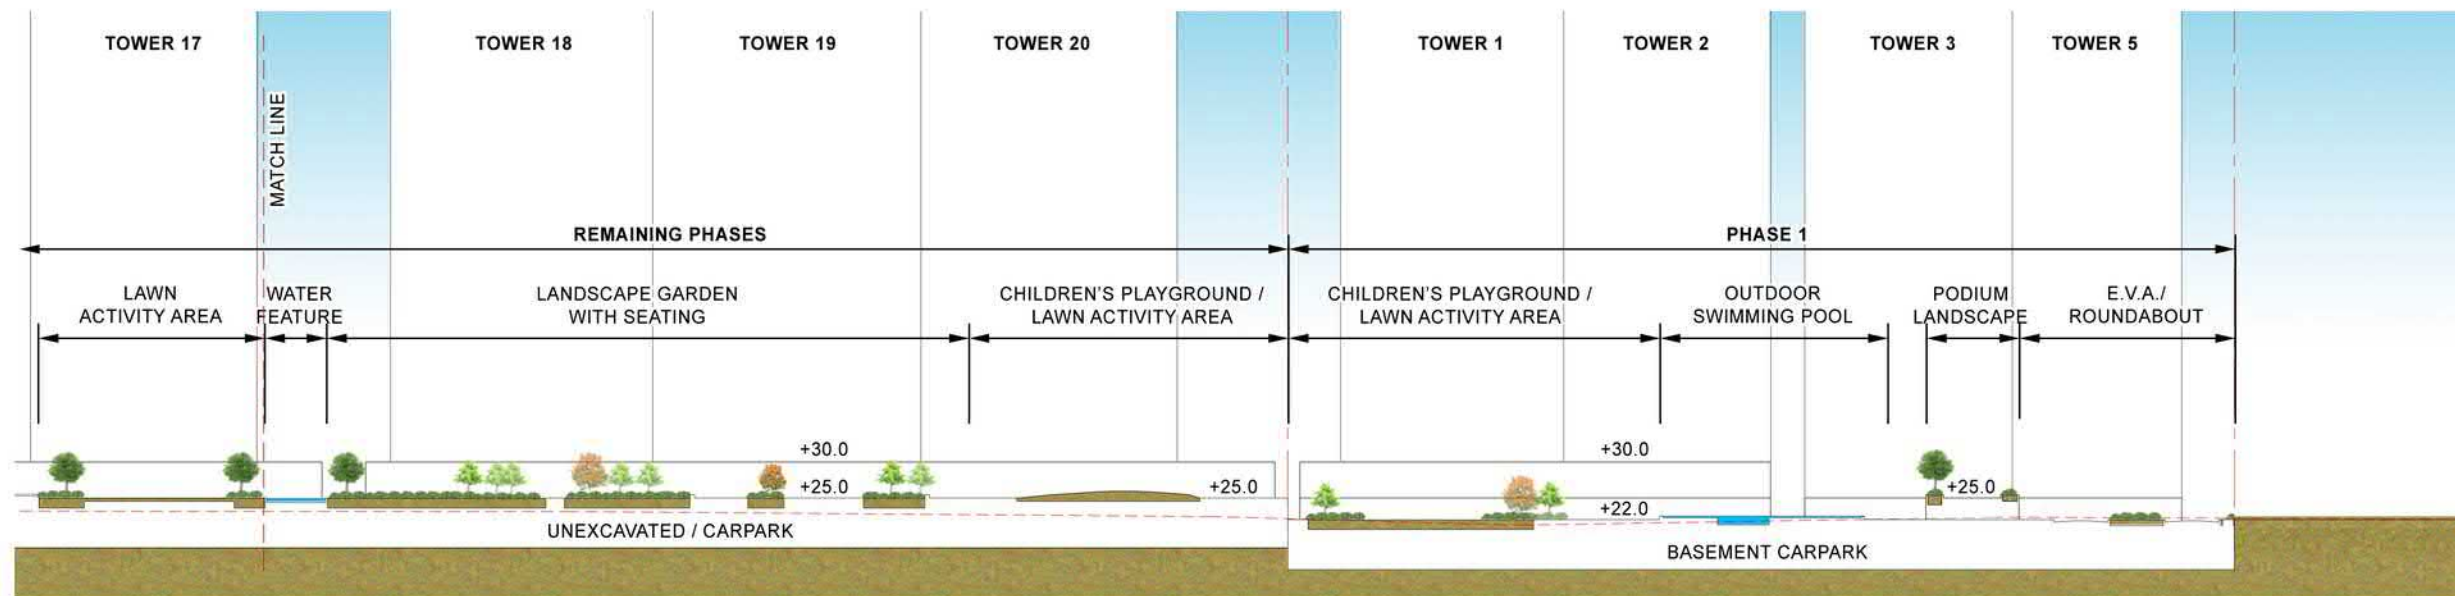 TOWER 17
TOWER 18
TOWER 19
TOWER 20
TOWER 1
TOWER 2
TOWER 3
TOWER 5
MATCH LINE
REMAINING PHASES
PHASE 1
LAWN
ACTIVITY AREA
WATER
FEATURE
LANDSCAPE GARDEN
WITH SEATING
CHILDREN'S PLAYGROUND /
LAWN ACTIVITY AREA
CHILDREN'S PLAYGROUND /
LAWN ACTIVITY AREA
OUTDOOR
SWIMMING POOL
PODIUM
LANDSCAPE
E.V.A./
ROUNDABOUT
+30.0
+25.0
+25.0
+30.0
+22.0
+25.0
UNEXCAVATED / CARPARK
BASEMENT CARPARK